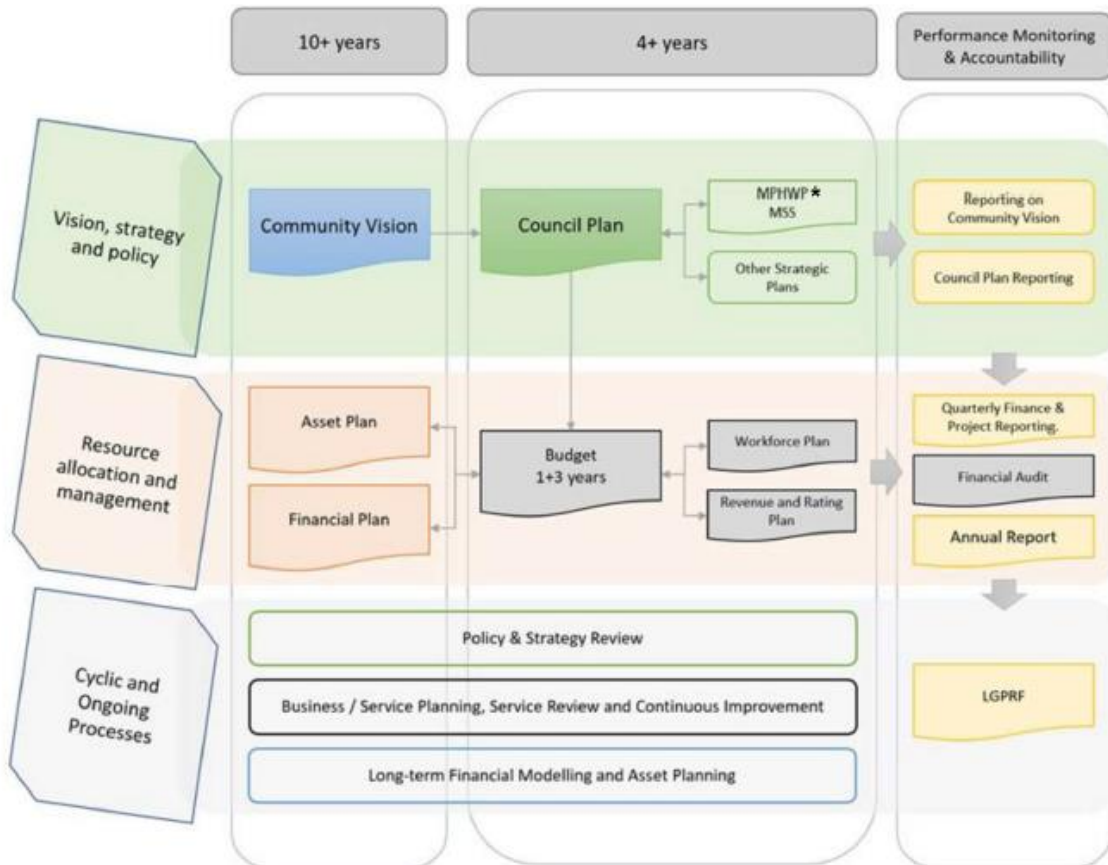 10+ years
4+ years
Performance Monitoring
& Accountability
Vision, strategy
and policy
Community Vision
Council Plan
MPHWP*
MSS
Other Strategic
Plans
Reporting on
Community Vision
Council Plan Reporting
Resource
allocation and
management
Asset Plan
Financial Plan
Budget
1+3 years
Workforce Plan
Revenue and Rating
Plan
Quarterly Finance &
Project Reporting.
Financial Audit
Annual Report
Cyclic and
Ongoing
Processes
Policy & Strategy Review
Business / Service Planning, Service Review and Continuous Improvement
Long-term Financial Modelling and Asset Planning
LGPRF